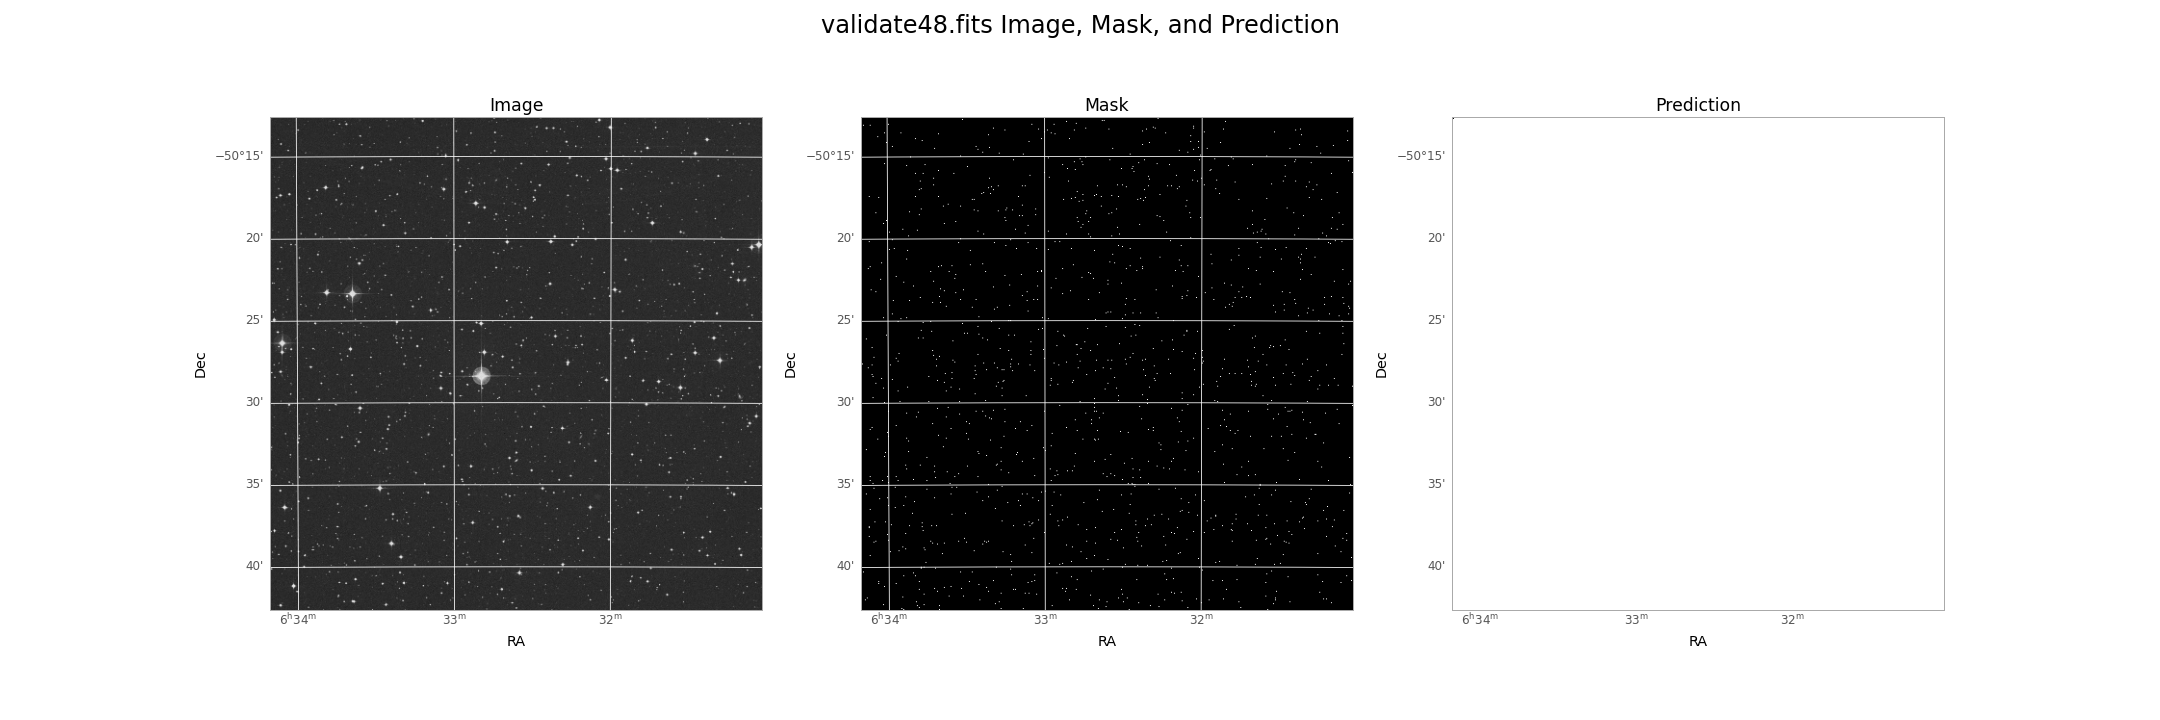 validate48.fits Image, Mask, and Prediction
Image
Mask
Prediction
−50°15'
20'
25'
30'
35'
40'
Dec
6ʰ34ᵐ
33ᵐ
32ᵐ
RA
−50°15'
20'
25'
30'
35'
40'
Dec
6ʰ34ᵐ
33ᵐ
32ᵐ
RA
−50°15'
20'
25'
30'
35'
40'
Dec
6ʰ34ᵐ
33ᵐ
32ᵐ
RA